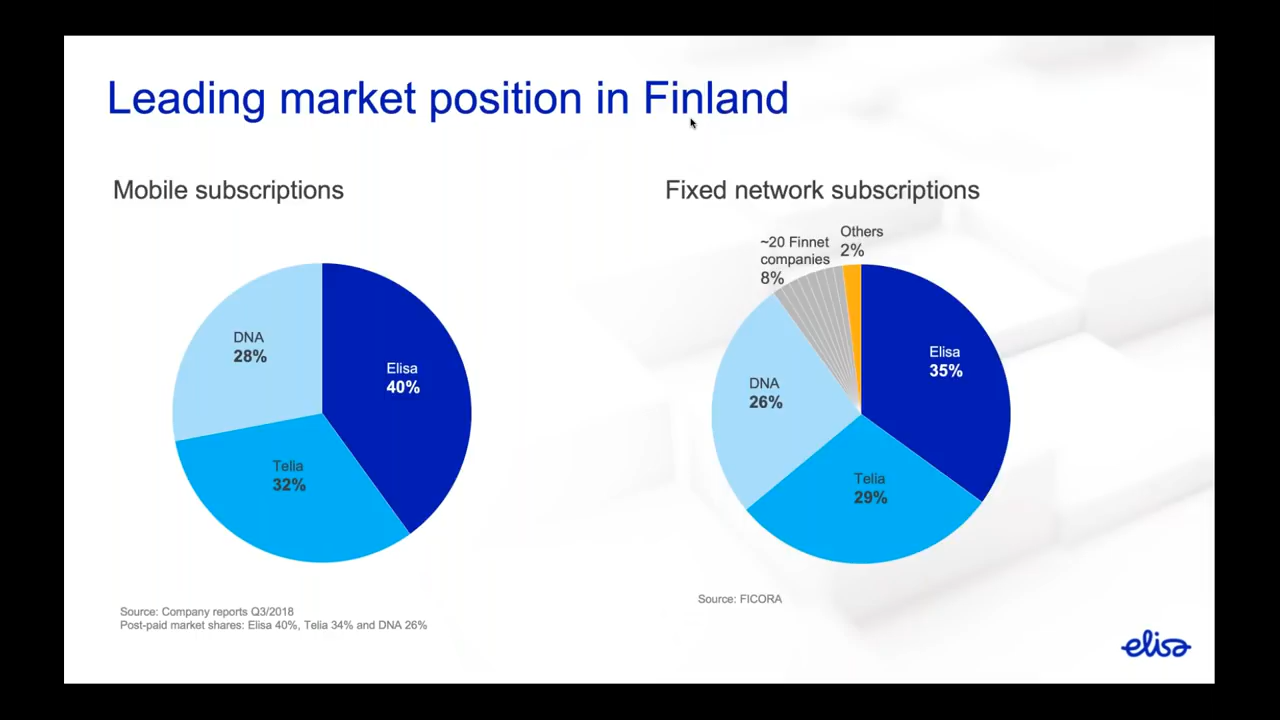 Leading market position in Finland
Mobile subscriptions
DNA
28%
Elisa
40%
Telia
32%
Source: Company reports Q3/2018
Post-paid market shares: Elisa 40%, Telia 34% and DNA 26%
Fixed network subscriptions
~20 Finnet
companies
8%
Others
2%
Elisa
35%
DNA
26%
Telia
29%
Source: FICORA
elisa